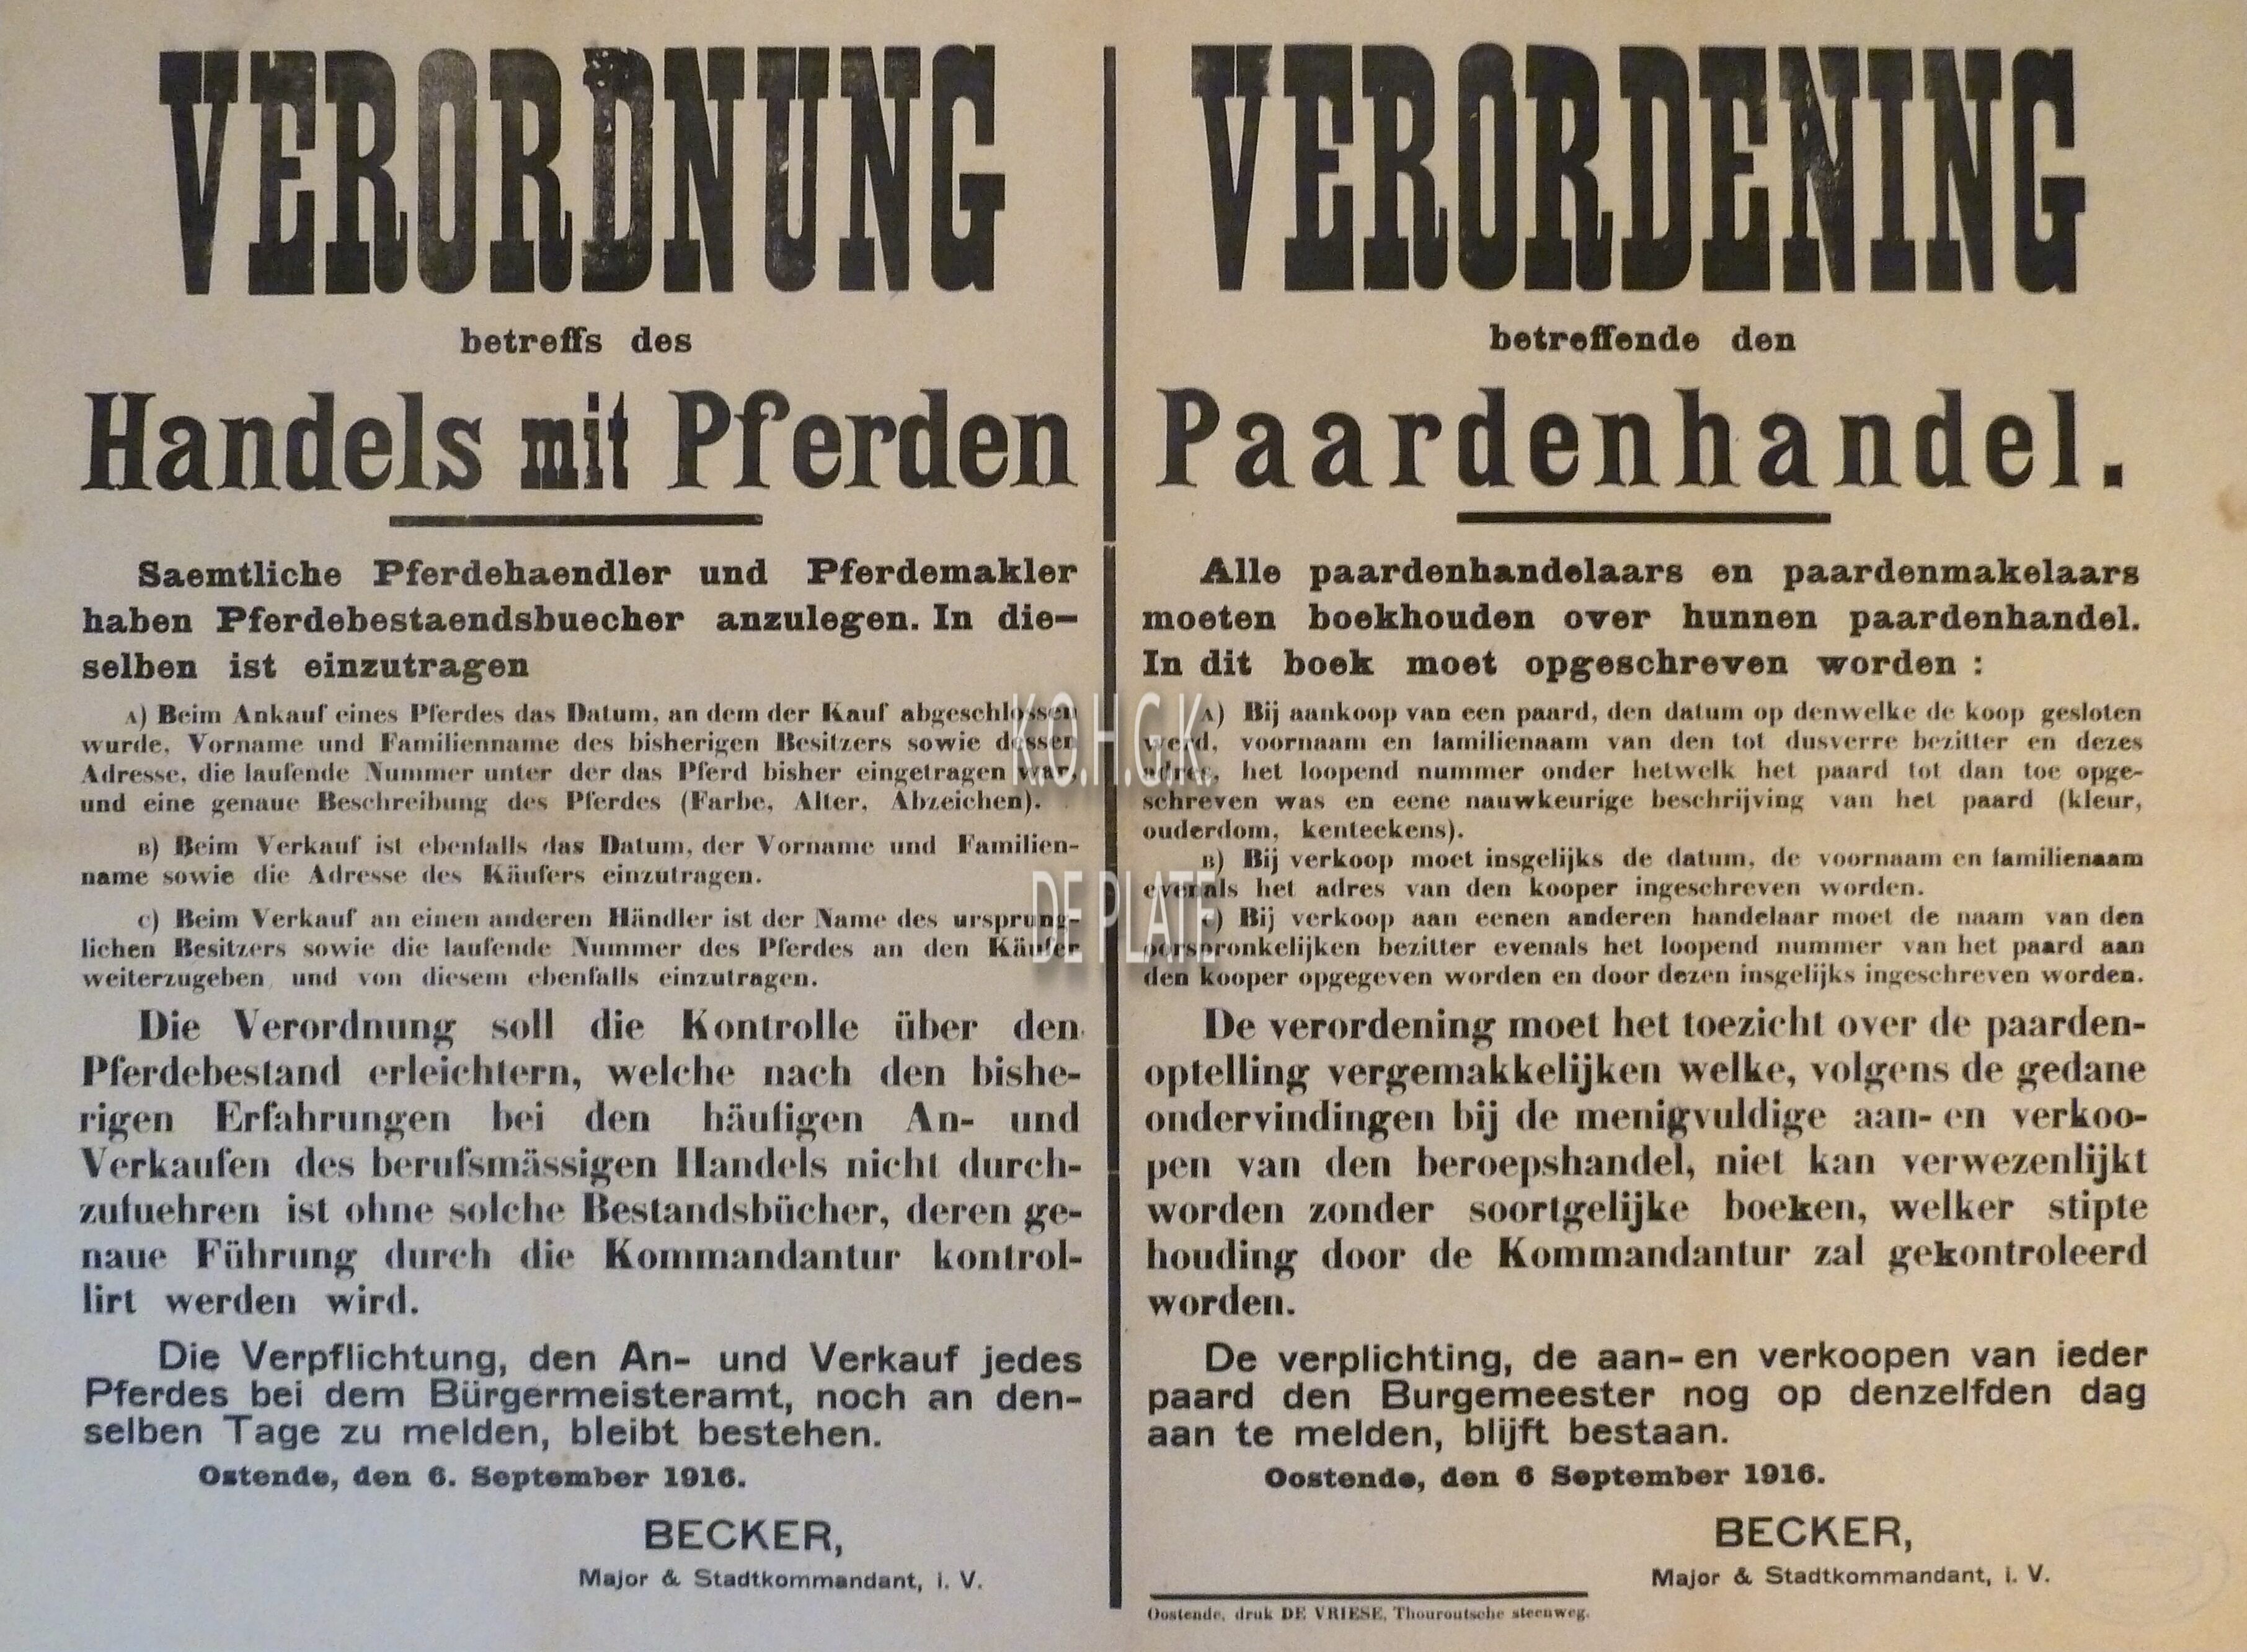 VERORDNUNG
betreffs des
Handels mit Pferden
Saemtliche Pferdehaendler und Pferdemakler
haben Pferdebestaendsbuecher anzulegen. In die-
selben ist einzutragen
A) Beim Ankauf eines Pferdes das Datum, an dem der Kauf abgeschlossen
wurde, Vorname und Familienname des bisherigen Besitzers sowie dessen
Adresse, die laufende Nummer unter der das Pferd bisher eingetragen war,
und eine genaue Beschreibung des Pferdes (Farbe, Alter, Abzeichen).
B) Beim Verkauf ist ebenfalls das Datum, der Vorname und Familien-
name sowie die Adresse des Käufers einzutragen.
C) Beim Verkauf an einen anderen Händler ist der Name des ursprung-
lichen Besitzers sowie die laufende Nummer des Pferdes an den Käufer
weiterzugeben und von diesem ebenfalls einzutragen.
Die Verordnung soll die Kontrolle über den
Pferdebestand erleichtern, welche nach den bishe-
rigen Erfahrungen bei den häufigen An- und
Verkaufen des berufsmässigen Handels nicht durch-
zufuehren ist ohne solche Bestandsbücher, deren ge-
naue Führung durch die Kommandantur kontrol-
lirt werden wird.
Die Verpflichtung, den An- und Verkauf jedes
Pferdes bei dem Bürgermeisteramt, noch an den-
selben Tage zu melden, bleibt bestehen.
Ostende, den 6. September 1916.
BECKER,
Major & Stadtkommandant, i. V.
VERORDENING
betreffende den
Paardenhandel.
Alle paardenhandelaars en paardenmakelaars
moeten boekhouden over hunnen paardenhandel.
In dit boek moet opgeschreven worden :
A) Bij aankoop van een paard, den datum op denwelke de koop gesloten
werd, voornaam en familienaam van den tot dusverre bezitter en dezes
adres, het loopend nummer onder hetwelk het paard tot dan toe opge-
schreven was en eene nauwkeurige beschrijving van het paard (kleur,
ouderdom, kenteekens).
B) Bij verkoop moet insgelijks de datum, de voornaam en familienaam
evenals het adres van den kooper ingeschreven worden.
C) Bij verkoop aan eenen anderen handelaar moet de naam van den
oorspronkelijken bezitter evenals het loopend nummer van het paard aan
den kooper opgegeven worden en door dezen insgelijks ingeschreven worden.
De verordening moet het toezicht over de paarden-
optelling vergemakkelijken welke, volgens de gedane
ondervindingen bij de menigvuldige aan- en verkoo-
pen van den beroepshandel, niet kan verwezenlijkt
worden zonder soortgelijke boeken, welker stipte
houding door de Kommandantur zal gekontroleerd
worden.
De verplichting, de aan- en verkoopen van ieder
paard den Burgemeester nog op denzelfden dag
aan te melden, blijft bestaan.
Oostende, den 6 September 1916.
BECKER,
Major & Stadtkommandant, i. V.
Oostende, druk DE VRIESE, Thouroutsche steenweg.
K.O.H.G.K.
DE PLATE